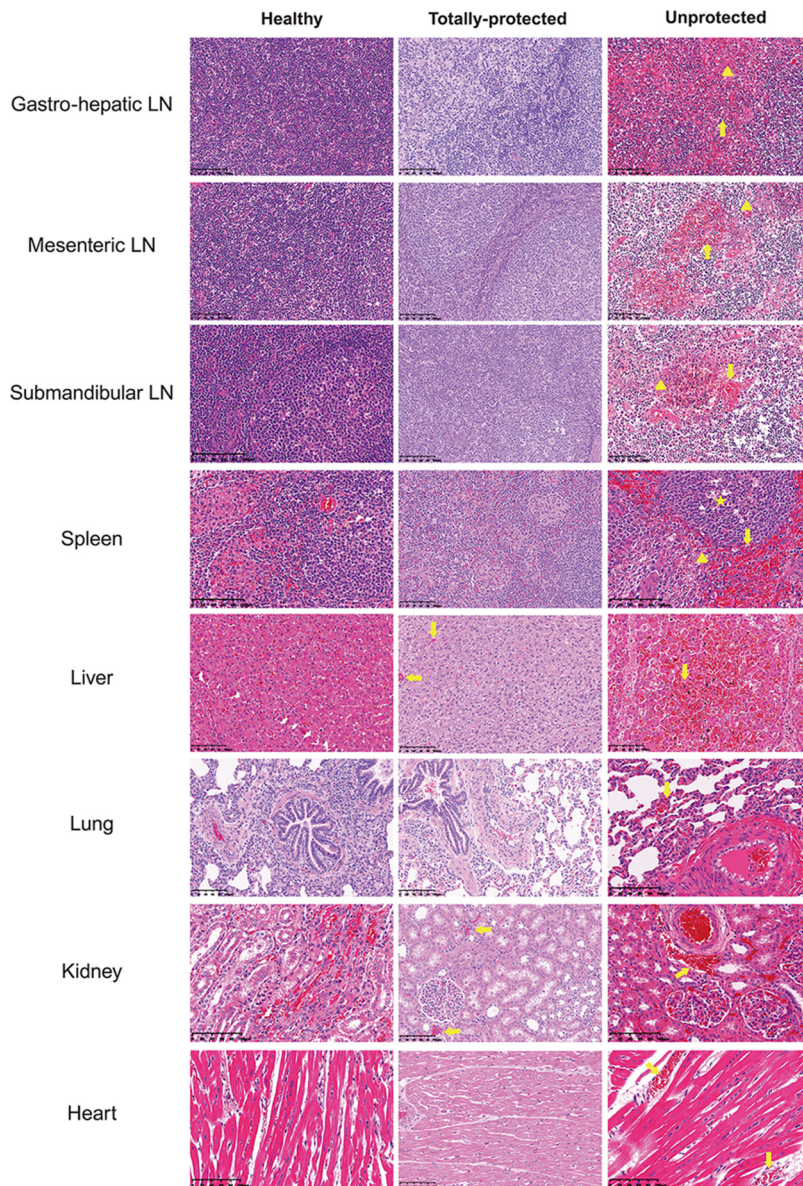 Healthy Totally-protected Unprotected
Gastro-hepatic LN
Mesenteric LN
Submandibular LN
Spleen
Liver
Lung
Kidney
Heart